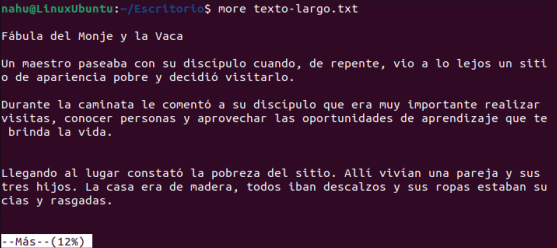 nahu@LinuxUbuntu:~/Escritorio$ more texto-largo.txt
Fábula del Monje y la Vaca
Un maestro paseaba con su discípulo cuando, de repente, vio a lo lejos un siti
o de apariencia pobre y decidió visitarlo.
Durante la caminata le comentó a su discípulo que era muy importante realizar
visitas, conocer personas y aprovechar las oportunidades de aprendizaje que te
 brinda la vida.
Llegando al lugar constató la pobreza del sitio. Allí vivían una pareja y sus
tres hijos. La casa era de madera, todos iban descalzos y sus ropas estaban su
cias y rasgadas.
--Más--(12%)